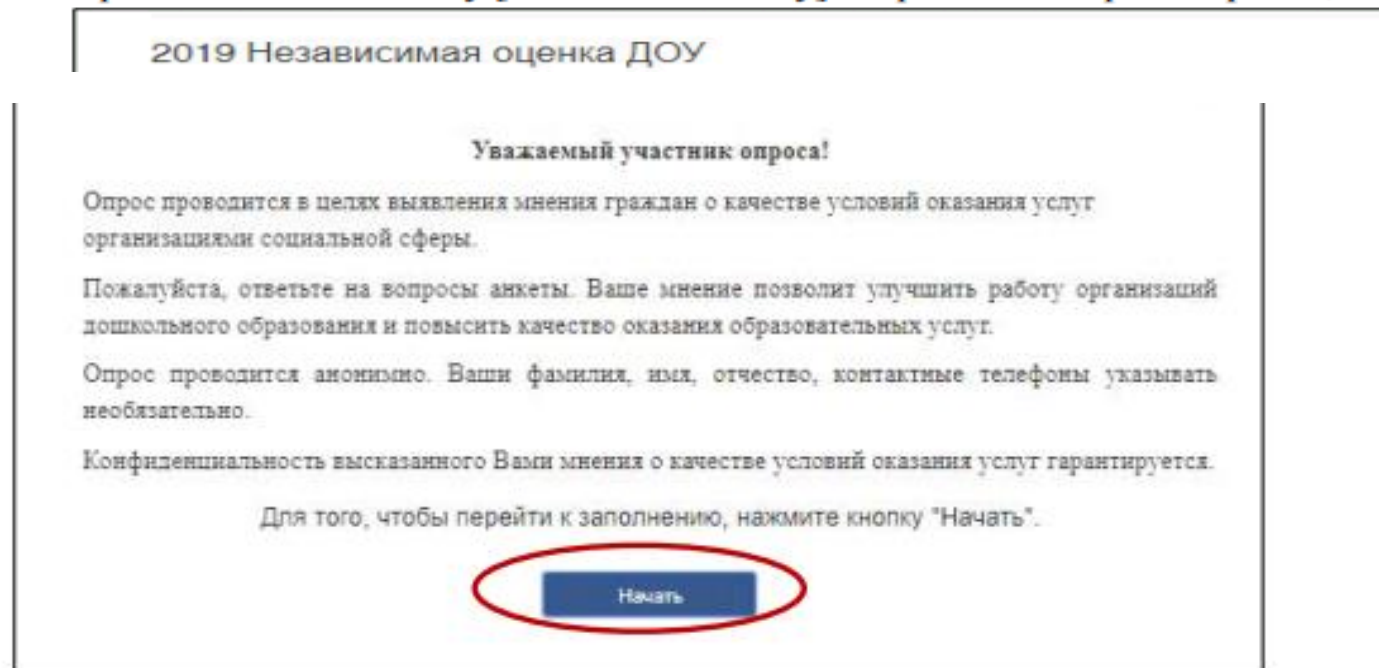 2019 Независимая оценка ДОУ
Уважаемый участник опроса!
Опрос проводится в целях выявления мнения граждан о качестве условий оказания услуг
организациями социальной сферы.
Пожалуйста, ответьте на вопросы анкеты. Ваше мнение позволит улучшить работу организаций
дошкольного образования и повысить качество оказания образовательных услуг.
Опрос проводится анонимно. Ваши фамилия, имя, отчество, контактные телефоны указывать
необязательно.
Конфиденциальность высказанного Вами мнения о качестве условий оказания услуг гарантируется.
Для того, чтобы перейти к заполнению, нажмите кнопку "Начать".
Начать